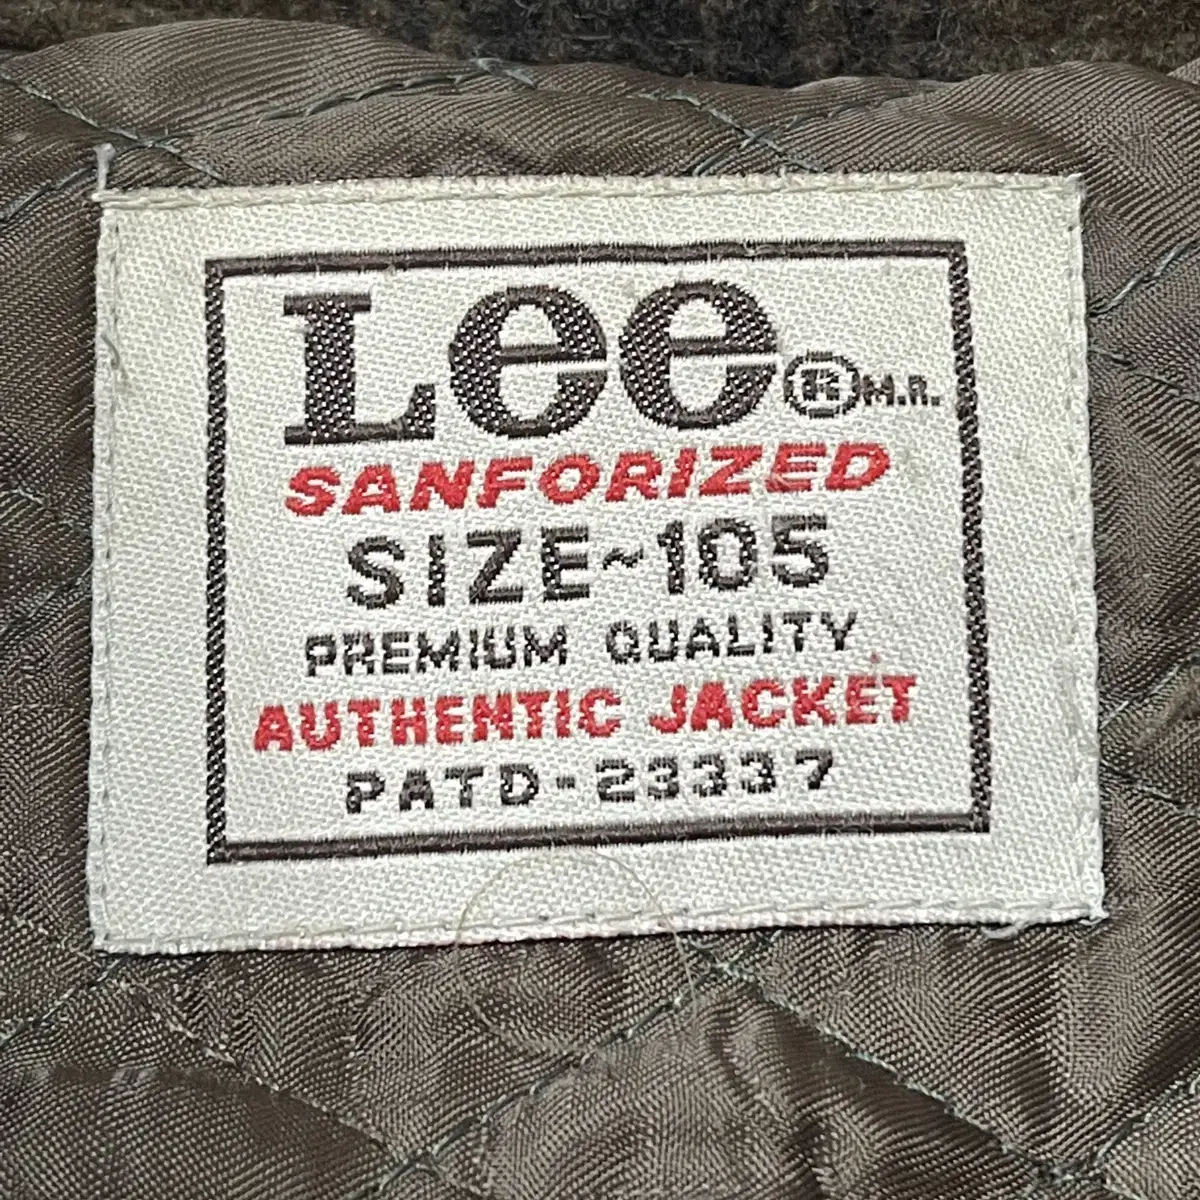 Lee® M.R.
SANFORIZED
SIZE~105
PREMIUM QUALITY
AUTHENTIC JACKET
PATD-23337